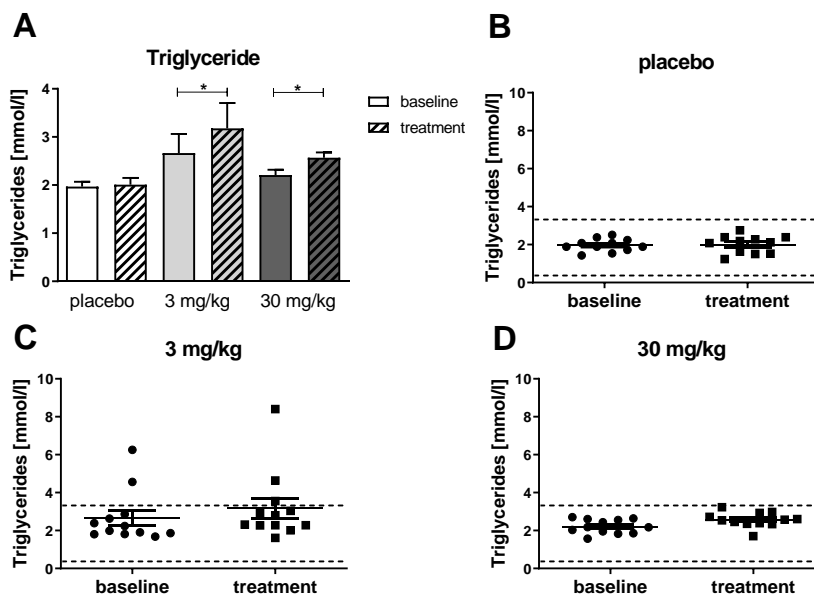 A
Triglyceride
Triglycerides [mmol/l]
4
3
2
1
0
* *
placebo 3 mg/kg 30 mg/kg
baseline
treatment
B
placebo
Triglycerides [mmol/l]
10
8
6
4
2
0
baseline treatment
C
3 mg/kg
Triglycerides [mmol/l]
10
8
6
4
2
0
baseline treatment
D
30 mg/kg
Triglycerides [mmol/l]
10
8
6
4
2
0
baseline treatment